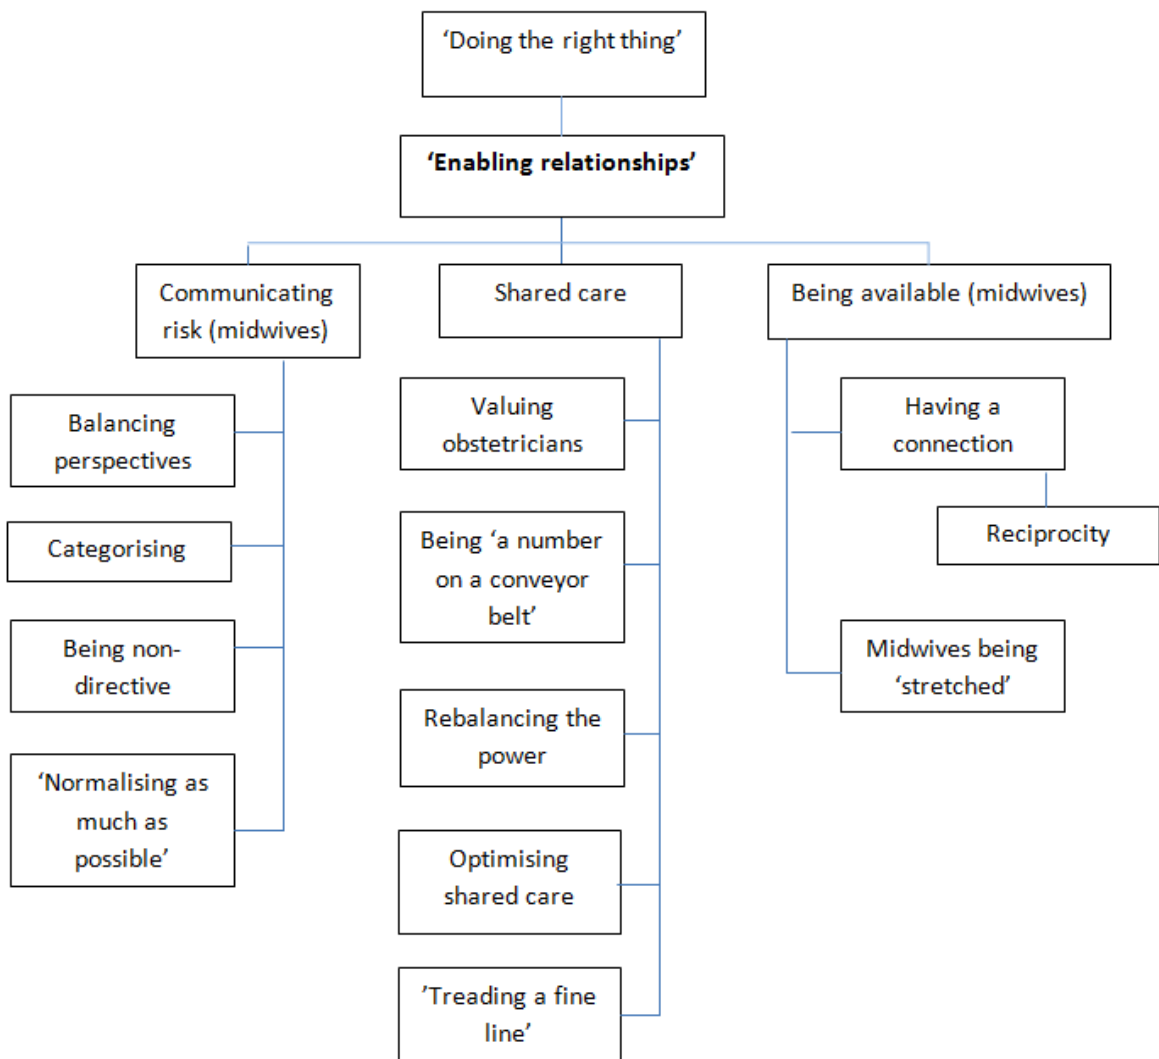 ‘Doing the right thing’
‘Enabling relationships’
Communicating
risk (midwives)
Balancing
perspectives
Categorising
Being non-
directive
‘Normalising as
much as
possible’
Shared care
Valuing
obstetricians
Being ‘a number
on a conveyor
belt’
Rebalancing the
power
Optimising
shared care
’Treading a fine
line’
Being available (midwives)
Having a
connection
Reciprocity
Midwives being
‘stretched’